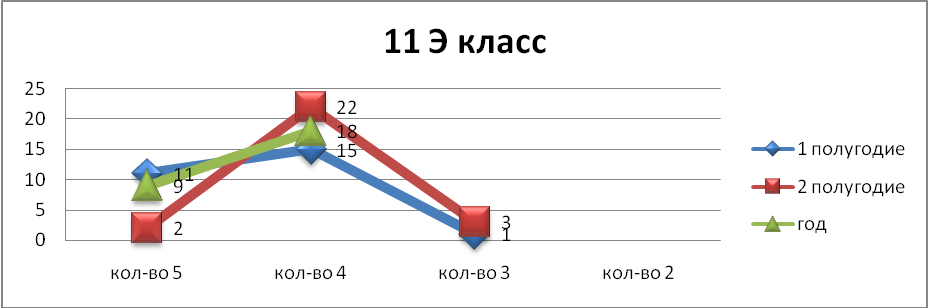 11 Э класс
25
20
15
10
5
0
22
18
15
11
9
2
3
1
кол-во 5 кол-во 4 кол-во 3 кол-во 2
1 полугодие
2 полугодие
год